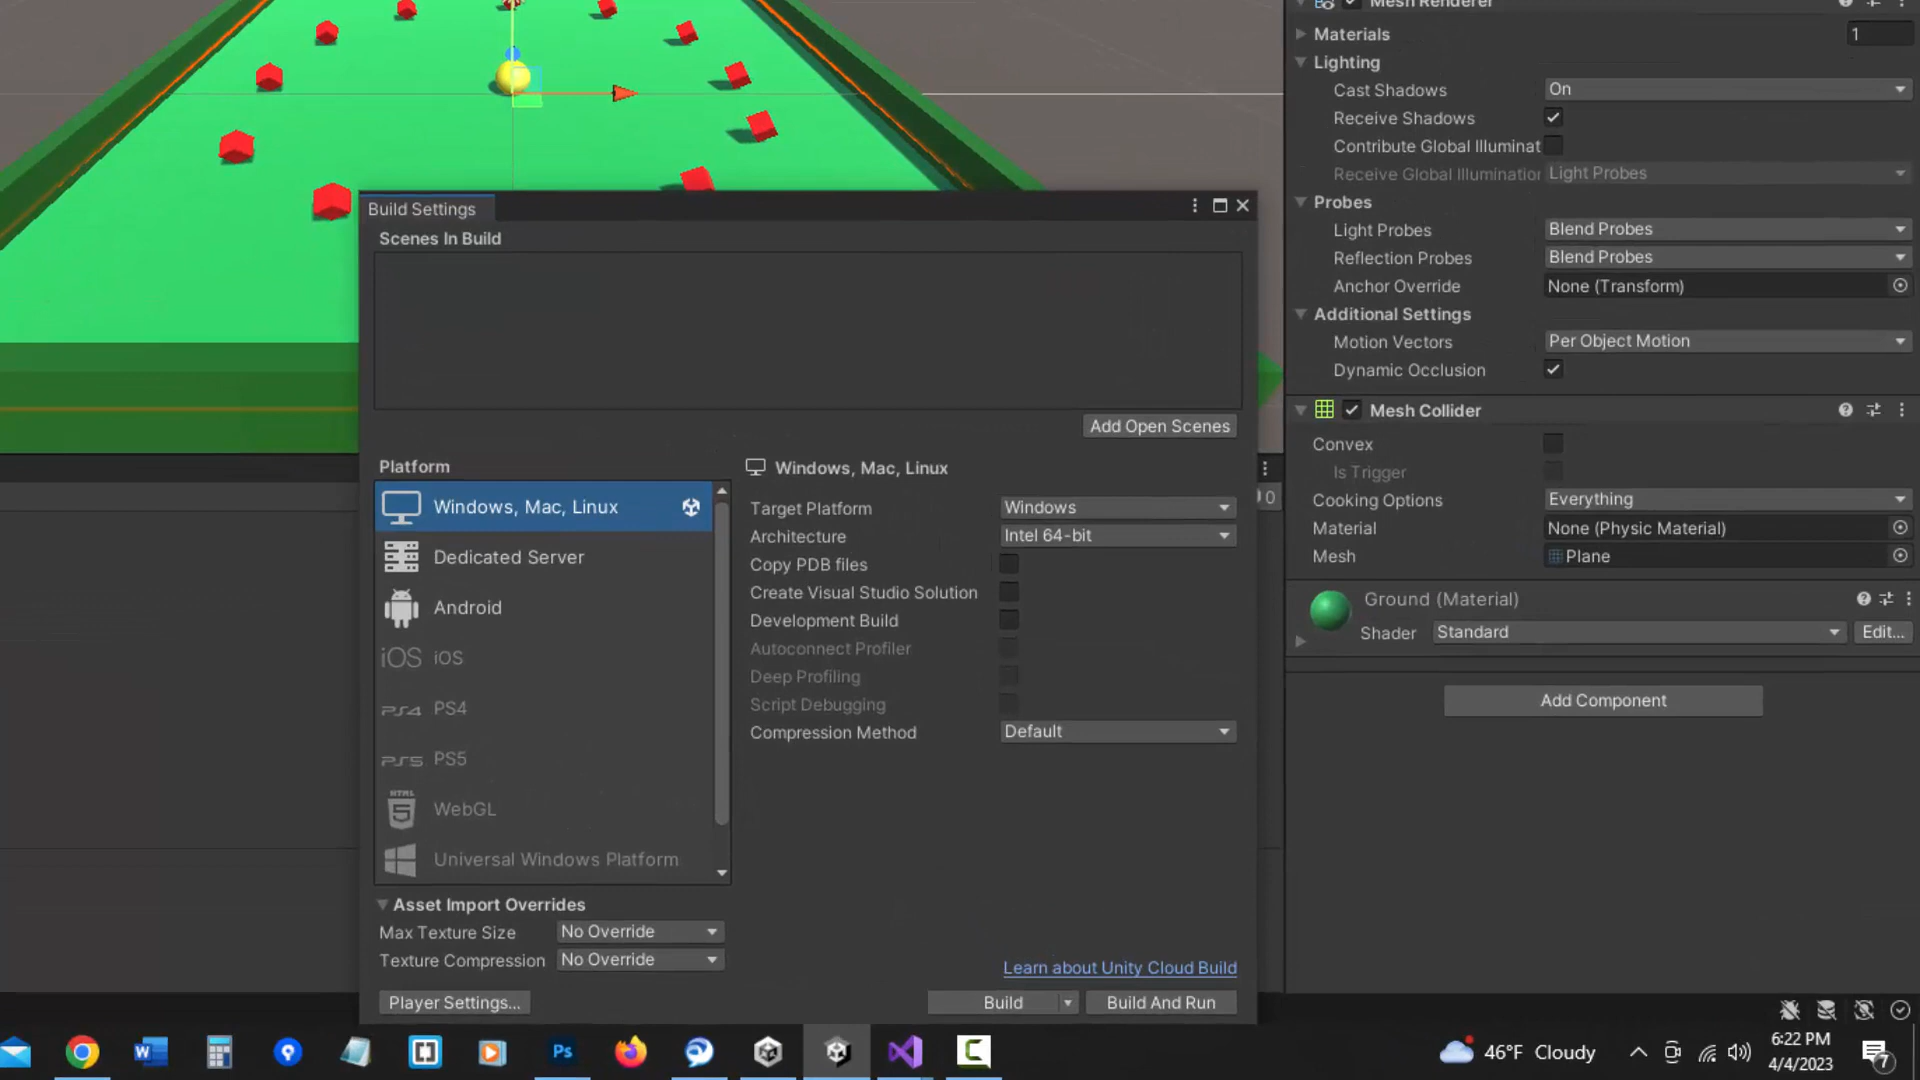 Mesh Renderer
Materials 1
Lighting
Cast Shadows On
Receive Shadows
Contribute Global Illuminat
Receive Global Illumination Light Probes
Probes
Light Probes Blend Probes
Reflection Probes Blend Probes
Anchor Override None (Transform)
Additional Settings
Motion Vectors Per Object Motion
Dynamic Occlusion
Mesh Collider
Convex
Is Trigger
Cooking Options Everything
Material None (Physic Material)
Mesh Plane
Ground (Material)
Shader Standard Edit...
Add Component
Build Settings
Scenes In Build
Add Open Scenes
Platform
Windows, Mac, Linux
Dedicated Server
Android
iOS iOS
PS4 PS4
PS5 PS5
HTML 5 WebGL
Universal Windows Platform
Windows, Mac, Linux
Target Platform Windows
Architecture Intel 64-bit
Copy PDB files
Create Visual Studio Solution
Development Build
Autoconnect Profiler
Deep Profiling
Script Debugging
Compression Method Default
0
Asset Import Overrides
Max Texture Size No Override
Texture Compression No Override
Learn about Unity Cloud Build
Player Settings...
Build
Build And Run
Ps
46°F Cloudy
6:22 PM
4/4/2023
7